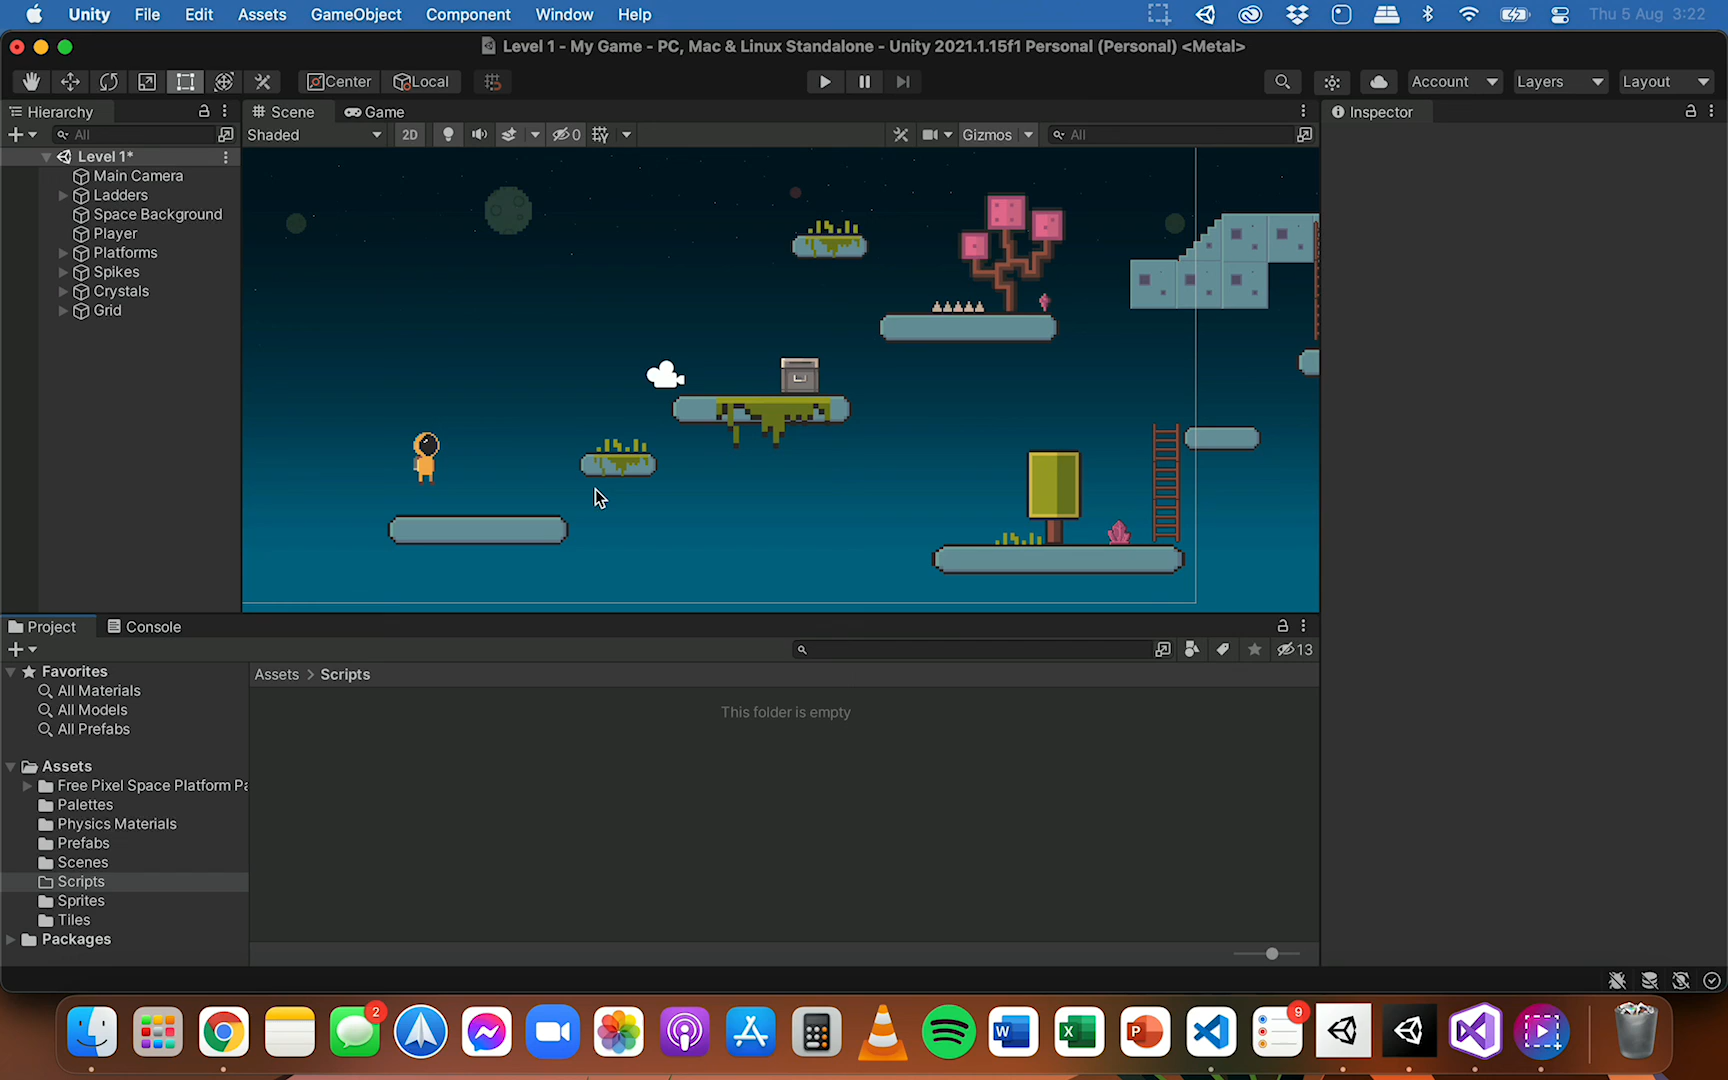 Unity File Edit Assets GameObject Component Window Help Thu 5 Aug 3:22
Level 1 - My Game - PC, Mac & Linux Standalone - Unity 2021.1.15f1 Personal (Personal) <Metal>
Center Local Account Layers Layout
Hierarchy Scene Game Inspector
All Shaded 2D 0 Gizmos All
Level 1*
Main Camera
Ladders
Space Background
Player
Platforms
Spikes
Crystals
Grid
Project Console
13
Favorites
Assets > Scripts
All Materials
All Models
All Prefabs
This folder is empty
Assets
Free Pixel Space Platform Pa
Palettes
Physics Materials
Prefabs
Scenes
Scripts
Sprites
Tiles
Packages
2
9
W
X
P